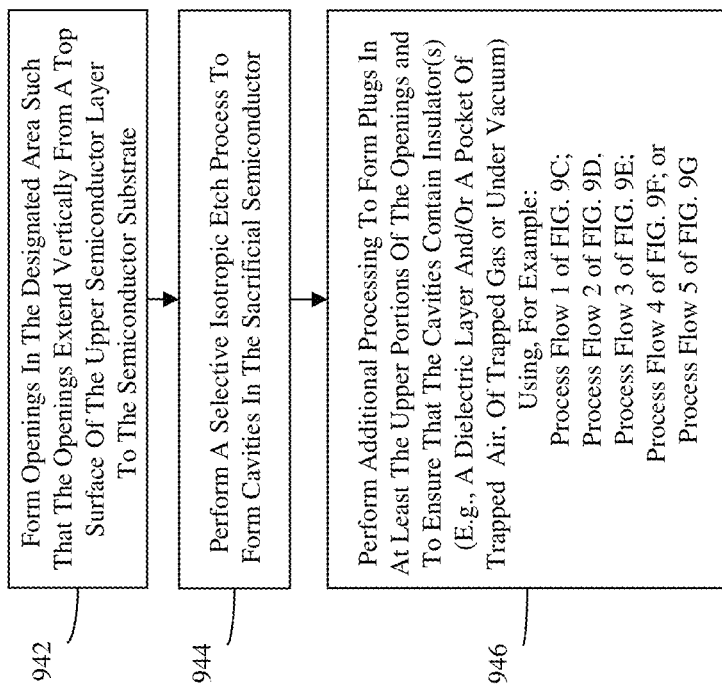 942
Form Openings In The Designated Area Such
That The Openings Extend Vertically From A Top
Surface Of The Upper Semiconductor Layer
To The Semiconductor Substrate
944
Perform A Selective Isotropic Etch Process To
Form Cavities In The Sacrificial Semiconductor
946
Perform Additional Processing To Form Plugs In
At Least The Upper Portions Of The Openings and
To Ensure That The Cavities Contain Insulator(s)
(E.g., A Dielectric Layer And/Or A Pocket Of
Trapped Air, Of Trapped Gas or Under Vacuum)
Using, For Example:
Process Flow 1 of FIG. 9C;
Process Flow 2 of FIG. 9D,
Process Flow 3 of FIG. 9E;
Process Flow 4 of FIG. 9F; or
Process Flow 5 of FIG. 9G